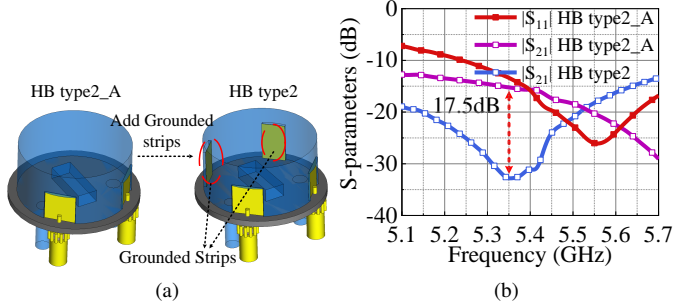 HB type2_A
HB type2
Add Grounded
strips
Grounded Strips
(a)
|S11| HB type2_A
|S21| HB type2_A
|S21| HB type2
17.5dB
S-parameters (dB)
0
-10
-20
-30
-40
5.1 5.2 5.3 5.4 5.5 5.6 5.7
Frequency (GHz)
(b)